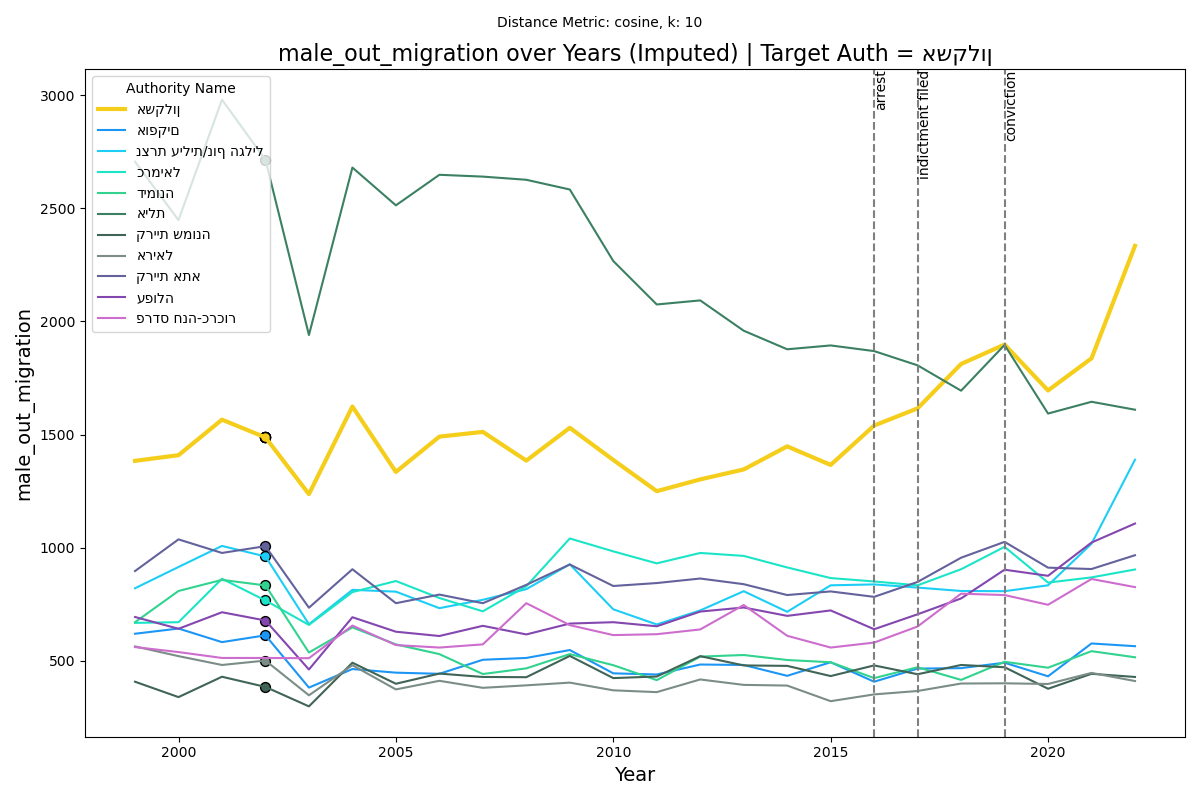 Distance Metric: cosine, k: 10
male_out_migration over Years (Imputed) | Target Auth = אשקלון
Authority Name
אשקלון
אופקים
נצרת עילית/נוף הגליל
כרמיאל
דימונה
אילת
קריית שמונה
אריאל
קריית אתא
עפולה
פרדס חנה-כרכור
arrest
indictment filed
conviction
male_out_migration
3000
2500
2000
1500
1000
500
2000
2005
2010
2015
2020
Year